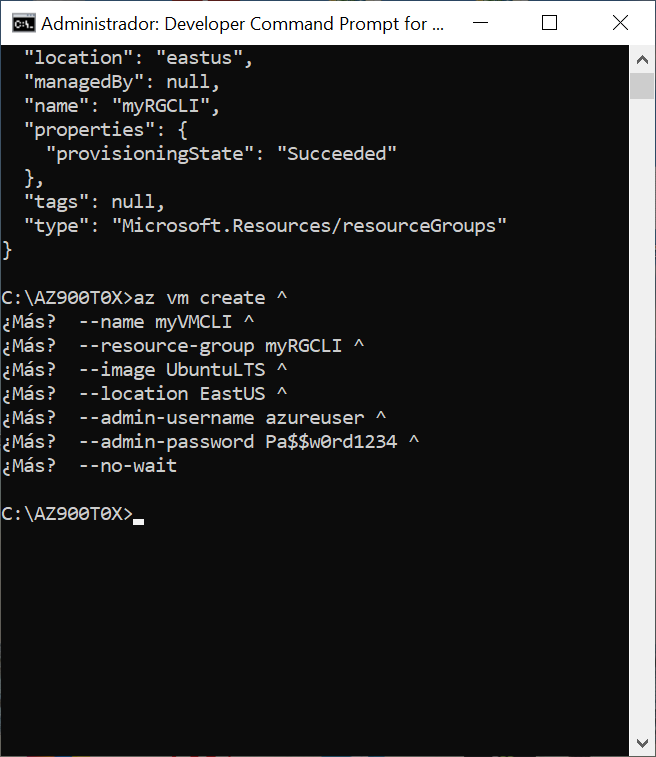 Administrador: Developer Command Prompt for ...
"location": "eastus",
"managedBy": null,
"name": "myRGCLI",
"properties": {
"provisioningState": "Succeeded"
},
"tags": null,
"type": "Microsoft.Resources/resourceGroups"
}
C:\AZ900T0X>az vm create ^
¿Más?  --name myVMCLI ^
¿Más?  --resource-group myRGCLI ^
¿Más?  --image UbuntuLTS ^
¿Más?  --location EastUS ^
¿Más?  --admin-username azureuser ^
¿Más?  --admin-password Pa$$w0rd1234 ^
¿Más?  --no-wait
C:\AZ900T0X>